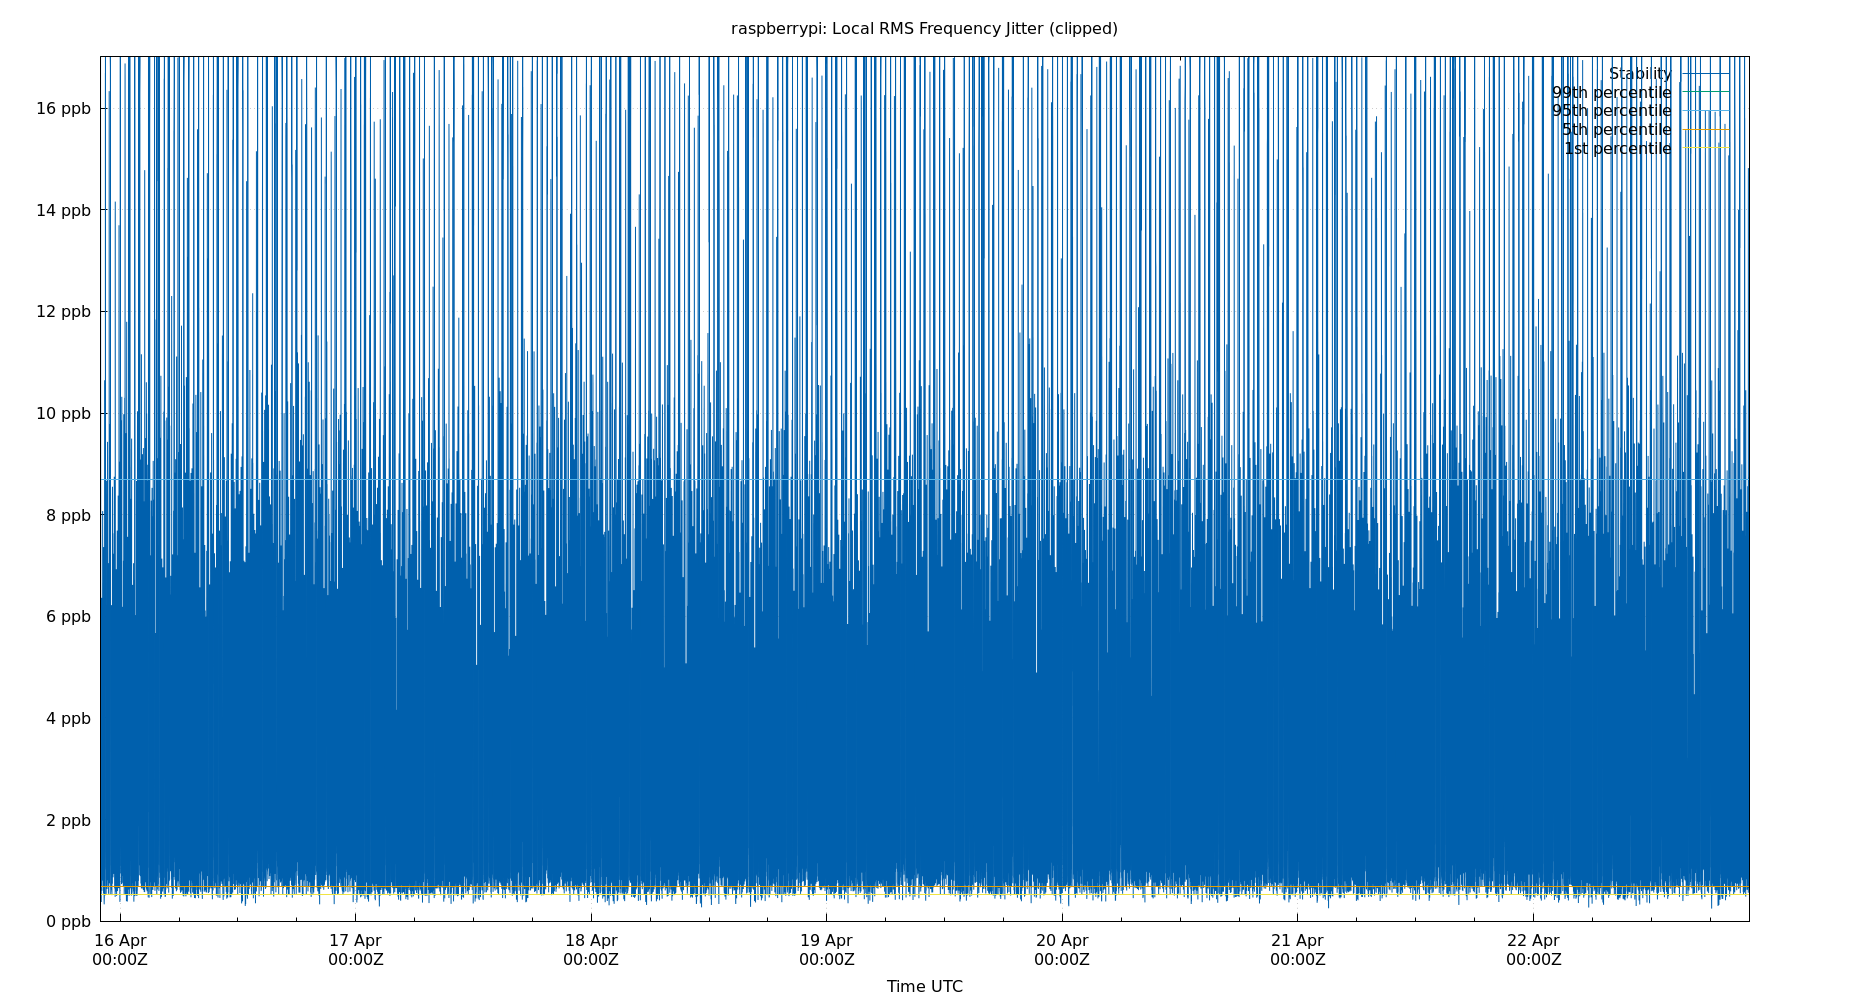 raspberrypi: Local RMS Frequency Jitter (clipped)
Stability
99th percentile
95th percentile
5th percentile
1st percentile
16 ppb
14 ppb
12 ppb
10 ppb
8 ppb
6 ppb
4 ppb
2 ppb
0 ppb
16 Apr 17 Apr 18 Apr 19 Apr 20 Apr 21 Apr 22 Apr
00:00Z 00:00Z 00:00Z 00:00Z 00:00Z 00:00Z 00:00Z
Time UTC